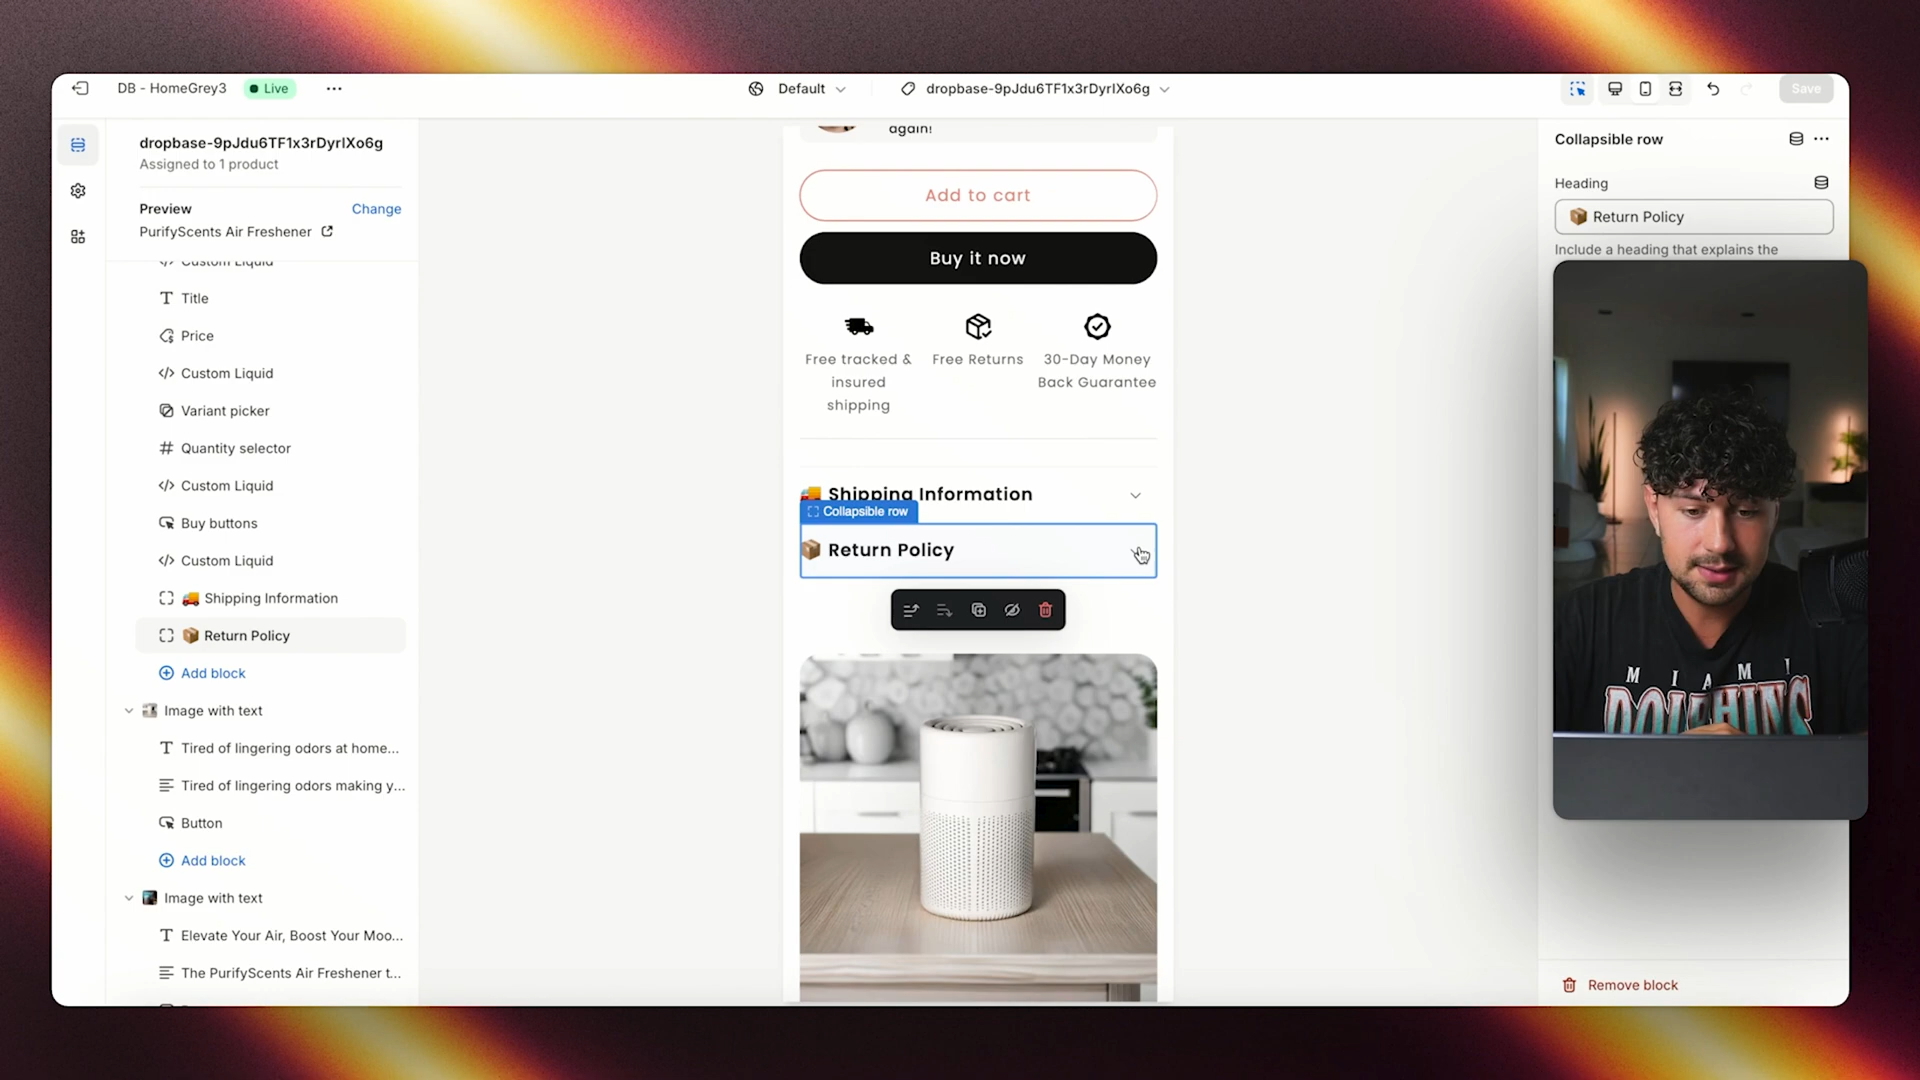 DB - HomeGrey3
Live
Default
dropbase-9pJdu6TF1x3rDyrlXo6g
Save
dropbase-9pJdu6TF1x3rDyrlXo6g
Assigned to 1 product
Preview
Change
PurifyScents Air Freshener
Custom Liquid
Title
Price
Custom Liquid
Variant picker
Quantity selector
Custom Liquid
Buy buttons
Custom Liquid
🚚 Shipping Information
📦 Return Policy
Add block
Image with text
Tired of lingering odors at home...
Tired of lingering odors making y...
Button
Add block
Image with text
Elevate Your Air, Boost Your Moo...
The PurifyScents Air Freshener t...
again!
Add to cart
Buy it now
Free tracked &
insured
shipping
Free Returns
30-Day Money
Back Guarantee
🚚 Shipping Information
Collapsible row
📦 Return Policy
Collapsible row
Heading
📦 Return Policy
Include a heading that explains the
MIAMI
DOLPHINS
Remove block